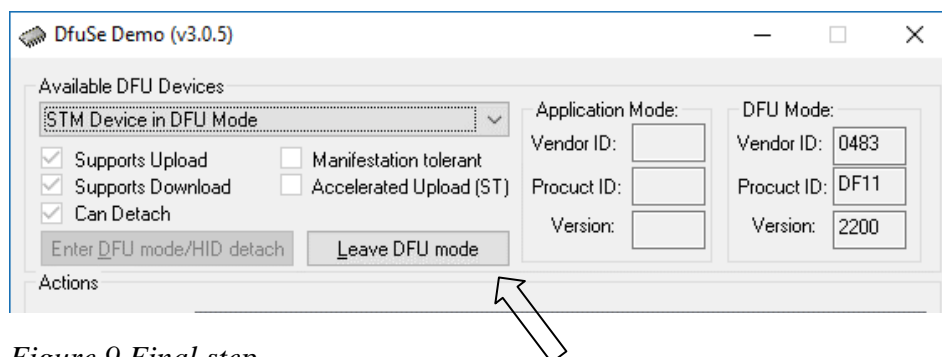 DfuSe Demo (v3.0.5)
Available DFU Devices
STM Device in DFU Mode
Supports Upload
Manifestation tolerant
Supports Download
Accelerated Upload (ST)
Can Detach
Enter DFU mode/HID detach
Leave DFU mode
Application Mode:
Vendor ID:
Procuct ID:
Version:
DFU Mode:
Vendor ID: 0483
Procuct ID: DF11
Version: 2200
Actions
Figure 9 Final step